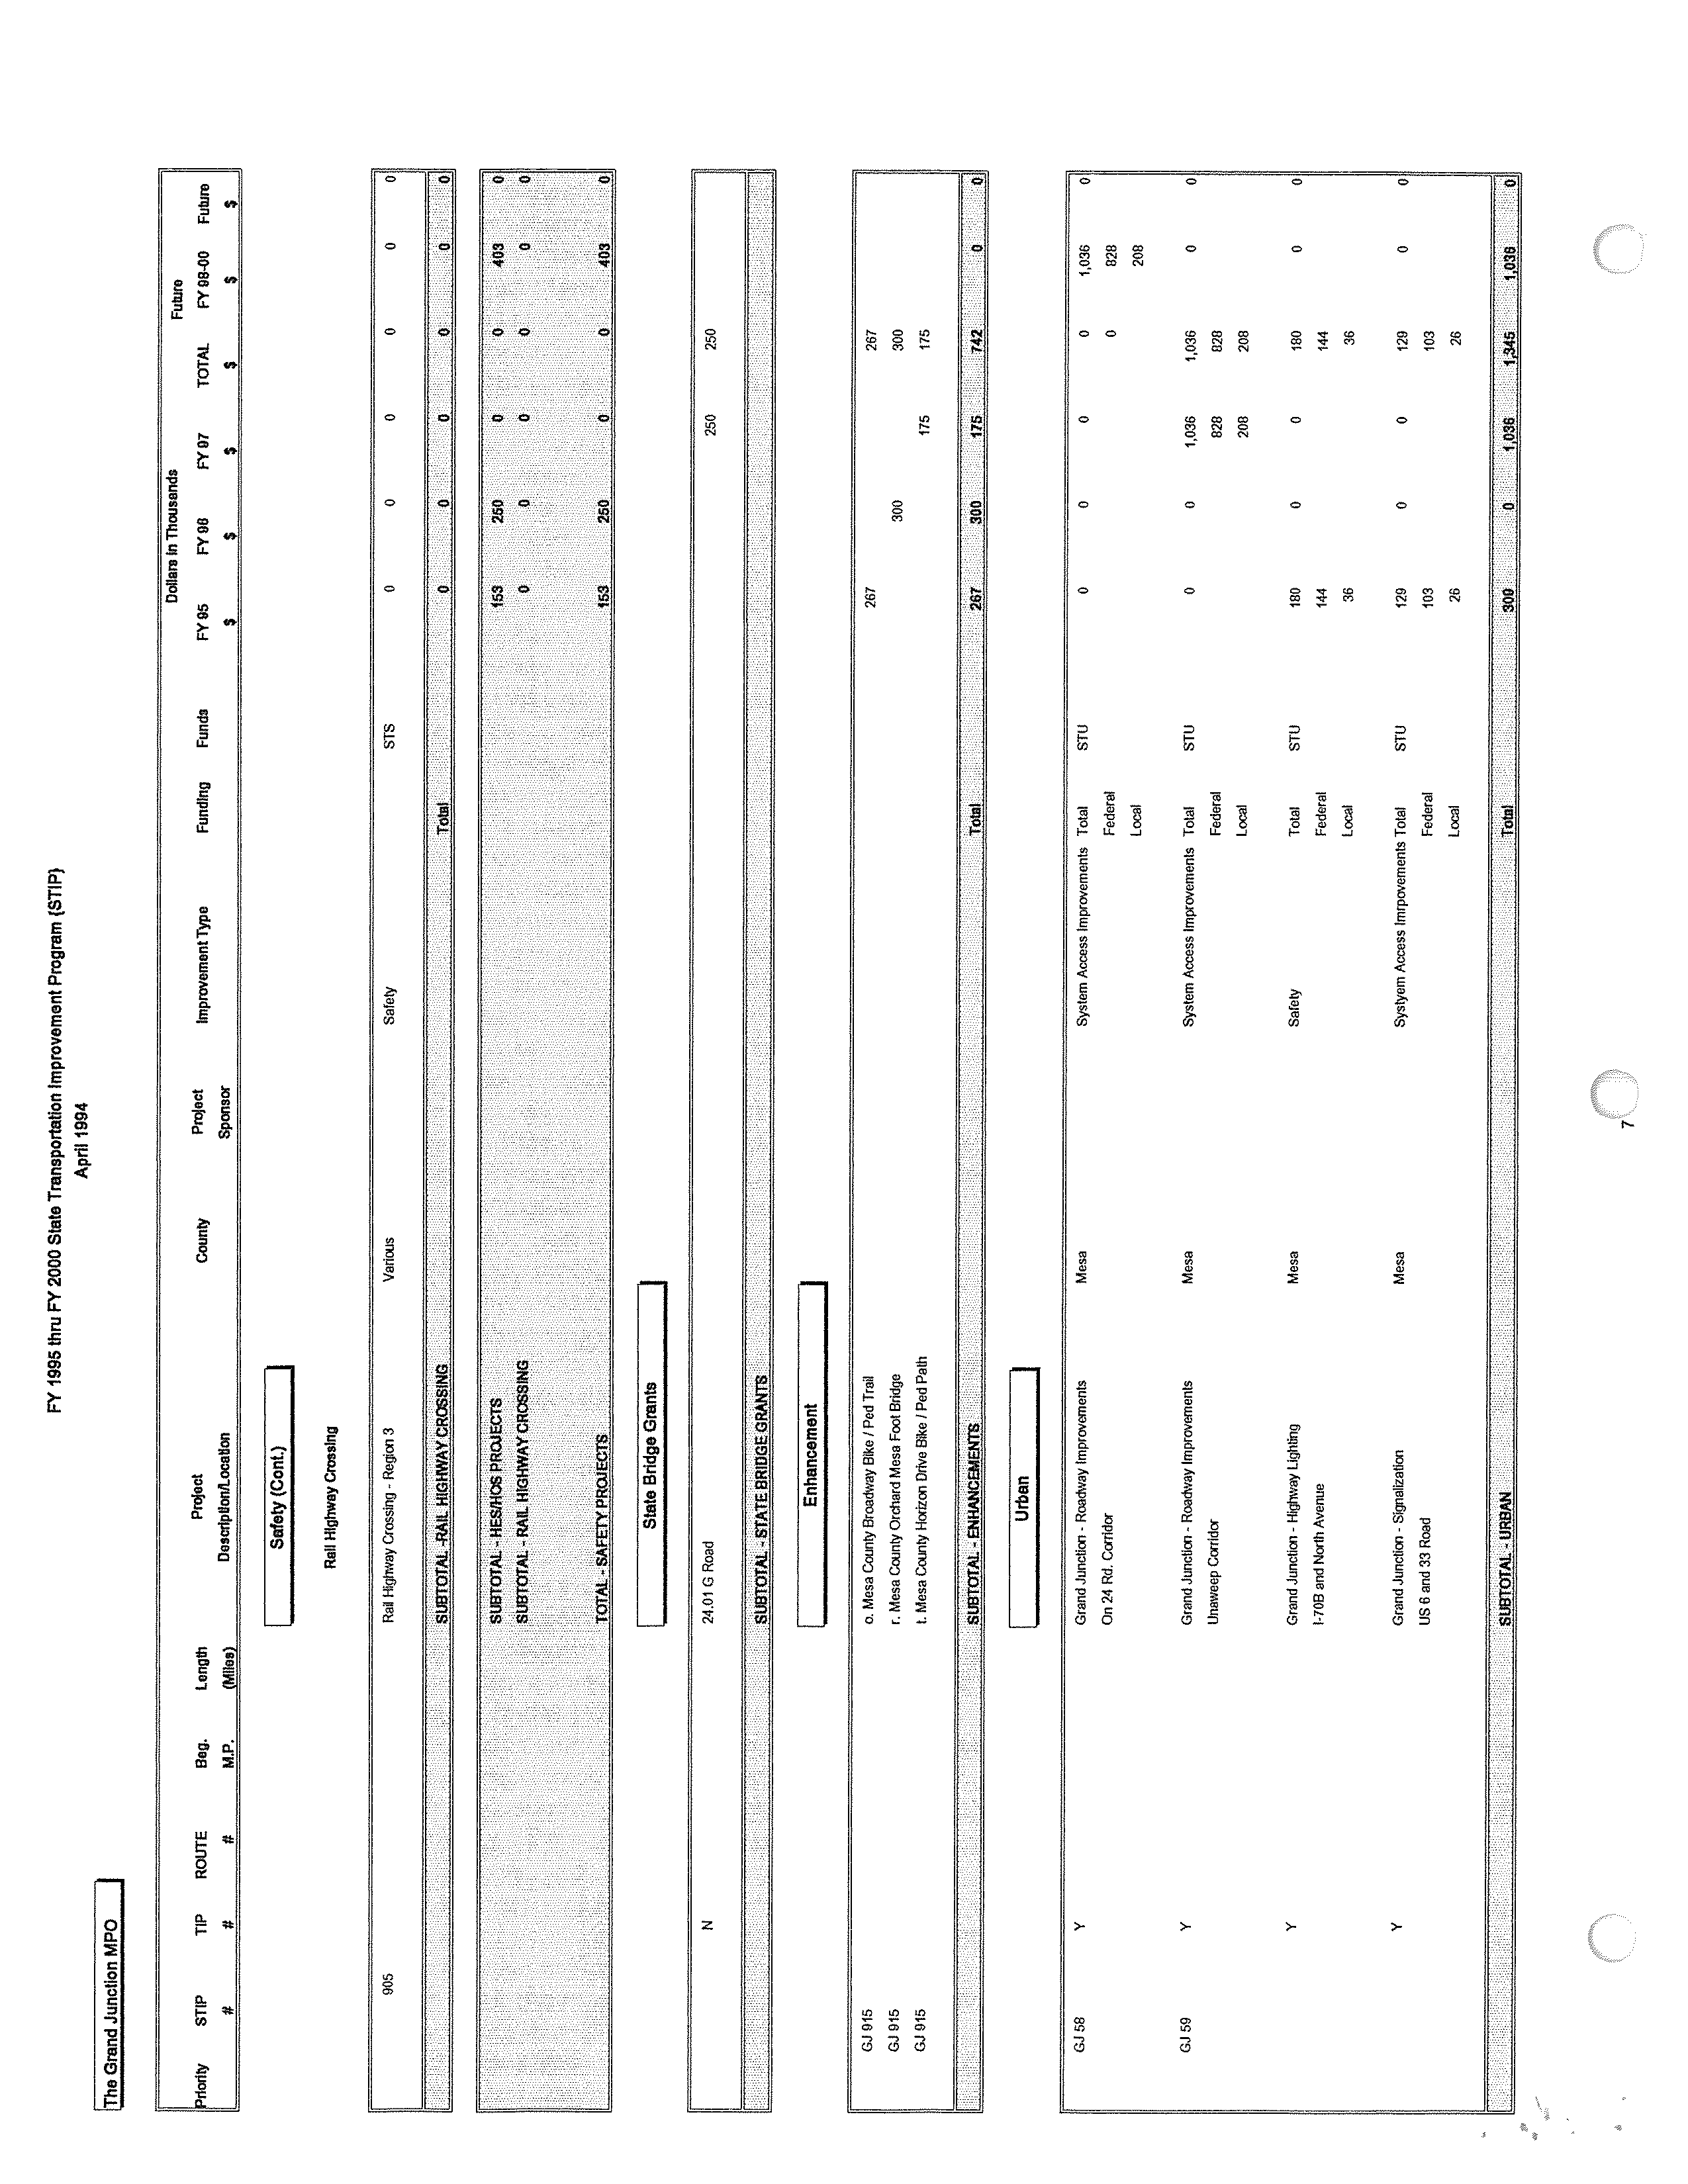 FY 1995 thru FY 2000 State Transportation Improvement Program (STIP)
April 1994
The Grand Junction MPO
Dollars in Thousands Future
Priority STIP TIP ROUTE Beg. Length Project County Project Improvement Type Funding Funds FY 95 FY 96 FY 97 TOTAL FY 98-00 Future
# # # M.P. (Miles) Description/Location Sponsor $ $ $ $ $ $
Safety (Cont.)
Rail Highway Crossing
905 Rail Highway Crossing - Region 3 Various Safety STS 0 0 0 0 0 0
SUBTOTAL -RAIL HIGHWAY CROSSING Total 0 0 0 0 0 0
SUBTOTAL - HES/HOS PROJECTS 153 250 0 0 403 0
SUBTOTAL - RAIL HIGHWAY CROSSING 0 0 0 0 0 0
TOTAL - SAFETY PROJECTS 153 250 0 0 403 0
State Bridge Grants
N 24.01 G Road 250 250
SUBTOTAL - STATE BRIDGE GRANTS
Enhancement
GJ 915 o. Mesa County Broadway Bike / Ped Trail 267 267
GJ 915 r. Mesa County Orchard Mesa Foot Bridge 300 300
GJ 915 t. Mesa County Horizon Drive Bike / Ped Path 175 175
SUBTOTAL - ENHANCEMENTS Total 267 300 175 742 0 0
Urban
GJ 58 Y Grand Junction - Roadway Improvements Mesa System Access Improvements Total STU 0 0 0 0 1,036 0
On 24 Rd. Corridor Federal 0 828
Local 208
GJ 59 Y Grand Junction - Roadway Improvements Mesa System Access Improvements Total STU 0 0 1,036 1,036 0 0
Unaweep Corridor Federal 828 828
Local 208 208
Y Grand Junction - Highway Lighting Mesa Safety Total STU 180 0 0 180 0 0
I-70B and North Avenue Federal 144 144
Local 36 36
Y Grand Junction - Signalization Mesa Systyem Access Imrpovements Total STU 129 0 0 129 0 0
US 6 and 33 Road Federal 103 103
Local 26 26
SUBTOTAL - URBAN Total 309 0 1,036 1,345 1,036 0
7